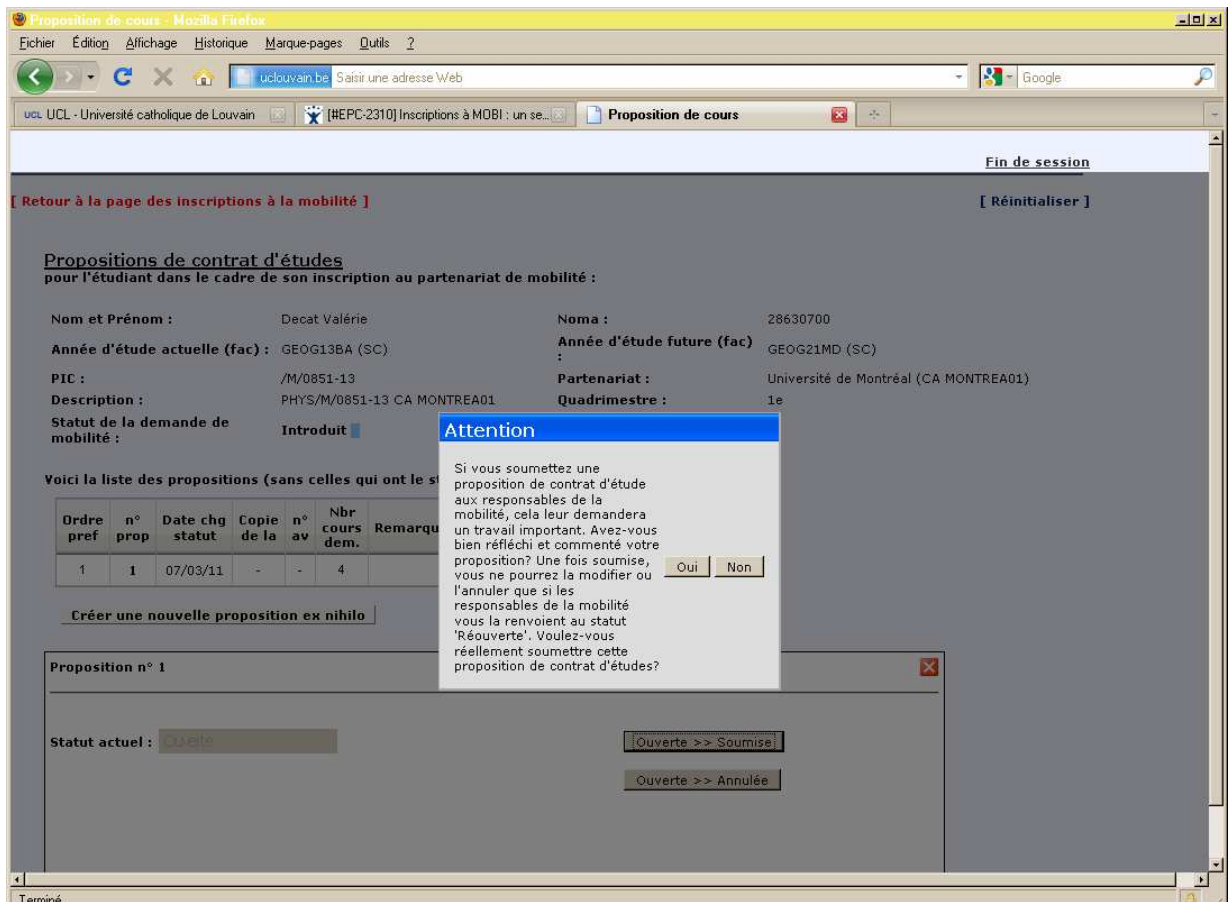 Proposition de cours - Mozilla Firefox
Fichier Édition Affichage Historique Marque-pages Outils ?
uclouvain.be Saisir une adresse Web Google
UCL UCL - Université catholique de Louvain [#EPC-2310] Inscriptions à MOBI : un se... Proposition de cours
Fin de session
[ Retour à la page des inscriptions à la mobilité ] [ Réinitialiser ]
Propositions de contrat d'études
pour l'étudiant dans le cadre de son inscription au partenariat de mobilité :
Nom et Prénom : Decat Valérie Noma : 28630700
Année d'étude actuelle (fac) : GEOG13BA (SC) Année d'étude future (fac) : GEOG21MD (SC)
PIC : /M/0851-13 Partenariat : Université de Montréal (CA MONTREA01)
Description : PHYS/M/0851-13 CA MONTREA01 Quadrimestre : 1e
Statut de la demande de
mobilité : Introduit
Attention
Si vous soumettez une
proposition de contrat d'étude
aux responsables de la
mobilité, cela leur demandera
un travail important. Avez-vous
bien réfléchi et commenté votre
proposition? Une fois soumise,
vous ne pourrez la modifier ou
l'annuler que si les
responsables de la mobilité
vous la renvoient au statut
'Réouverte'. Voulez-vous
réellement soumettre cette
proposition de contrat d'études?
Oui Non
Voici la liste des propositions (sans celles qui ont le st
Ordre pref n° prop Date chg statut Copie de la n° av Nbr cours dem. Remarqu
1 1 07/03/11 - - 4
Créer une nouvelle proposition ex nihilo
Proposition n° 1
Statut actuel : Ouverte Ouverte >> Soumise
Ouverte >> Annulée
Terminé